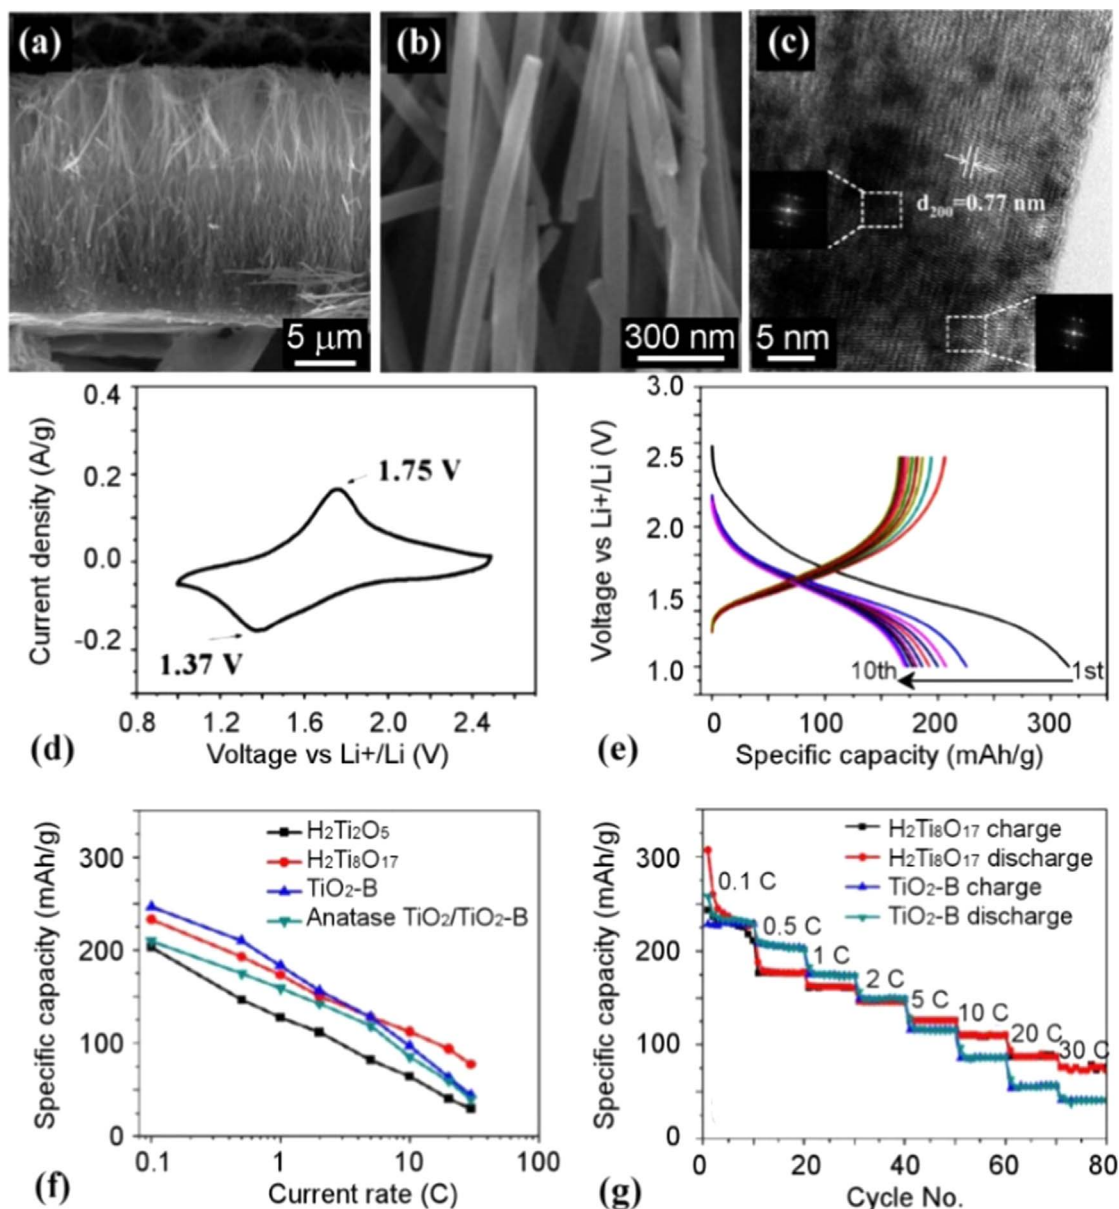 (a)
5 μm
(b)
300 nm
(c)
d200=0.77 nm
5 nm
Current density (A/g)
0.4
0.2
0.0
-0.2
1.75 V
1.37 V
0.8 1.2 1.6 2.0 2.4
(d) Voltage vs Li+/Li (V)
Voltage vs Li+/Li (V)
3.0
2.5
2.0
1.5
1.0
10th 1st
0 100 200 300
(e) Specific capacity (mAh/g)
Specific capacity (mAh/g)
300
200
100
0
H2Ti2O5
H2Ti8O17
TiO2-B
Anatase TiO2/TiO2-B
0.1 1 10 100
(f) Current rate (C)
Specific capacity (mAh/g)
300
200
100
0
H2Ti8O17 charge
H2Ti8O17 discharge
TiO2-B charge
TiO2-B discharge
0.1 C
0.5 C
1 C
2 C
5 C
10 C
20 C
30 C
0 20 40 60 80
(g) Cycle No.